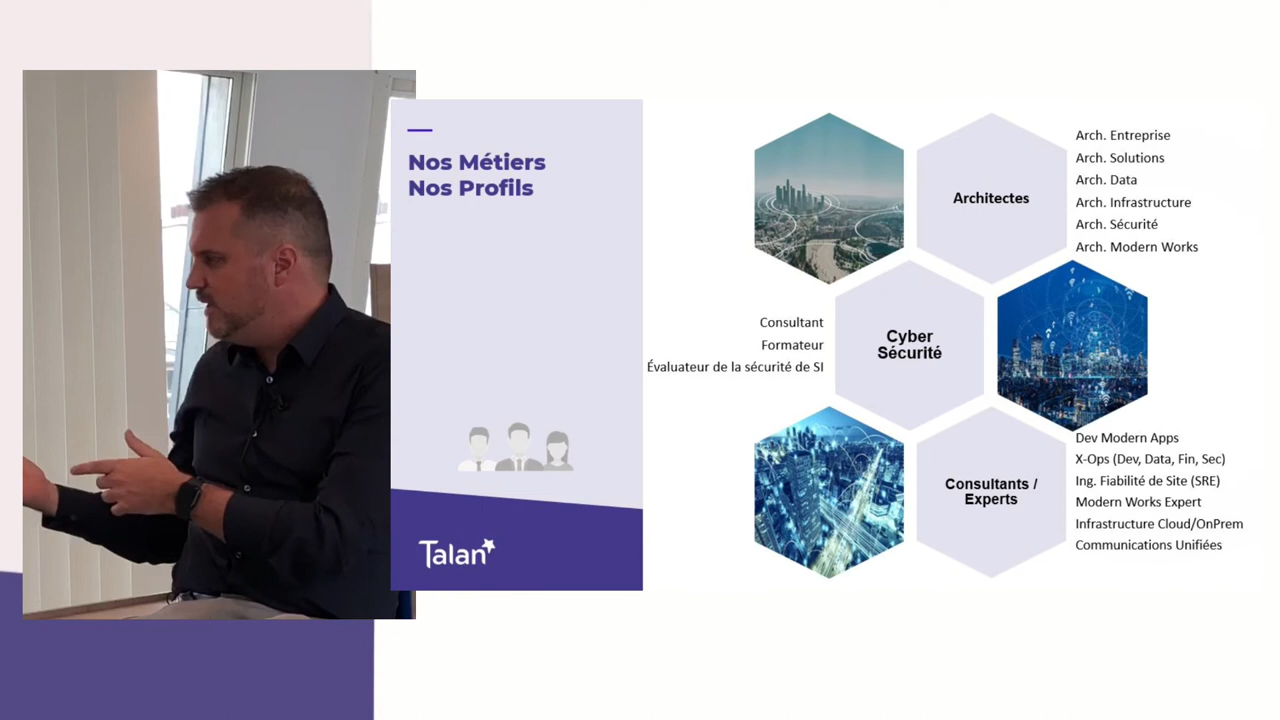 Nos Métiers
Nos Profils
Talan
Architectes
Arch. Entreprise
Arch. Solutions
Arch. Data
Arch. Infrastructure
Arch. Sécurité
Arch. Modern Works
Consultant
Formateur
Évaluateur de la sécurité de SI
Cyber
Sécurité
Consultants /
Experts
Dev Modern Apps
X-Ops (Dev, Data, Fin, Sec)
Ing. Fiabilité de Site (SRE)
Modern Works Expert
Infrastructure Cloud/OnPrem
Communications Unifiées